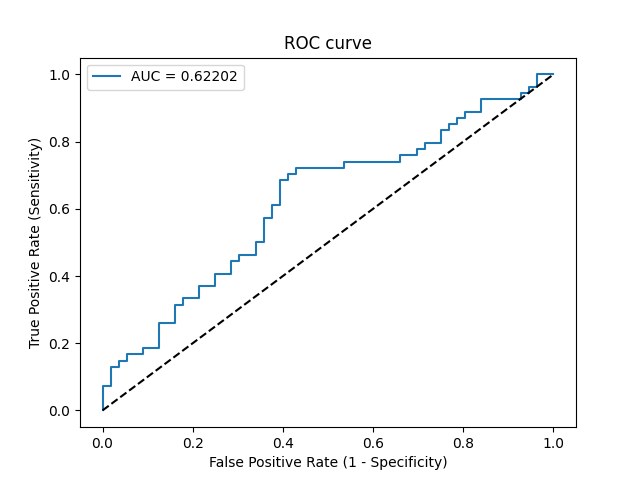 ROC curve
AUC = 0.62202
1.0
0.8
0.6
0.4
0.2
0.0
True Positive Rate (Sensitivity)
0.0 0.2 0.4 0.6 0.8 1.0
False Positive Rate (1 - Specificity)